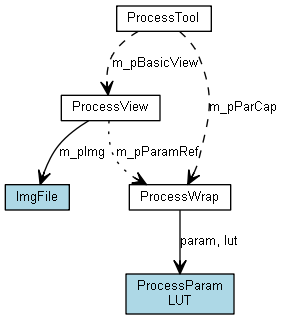 ProcessTool
m_pBasicView
ProcessView
m_pParCap
m_pImg
m_pParamRef
ImgFile
ProcessWrap
param, lut
ProcessParam
LUT